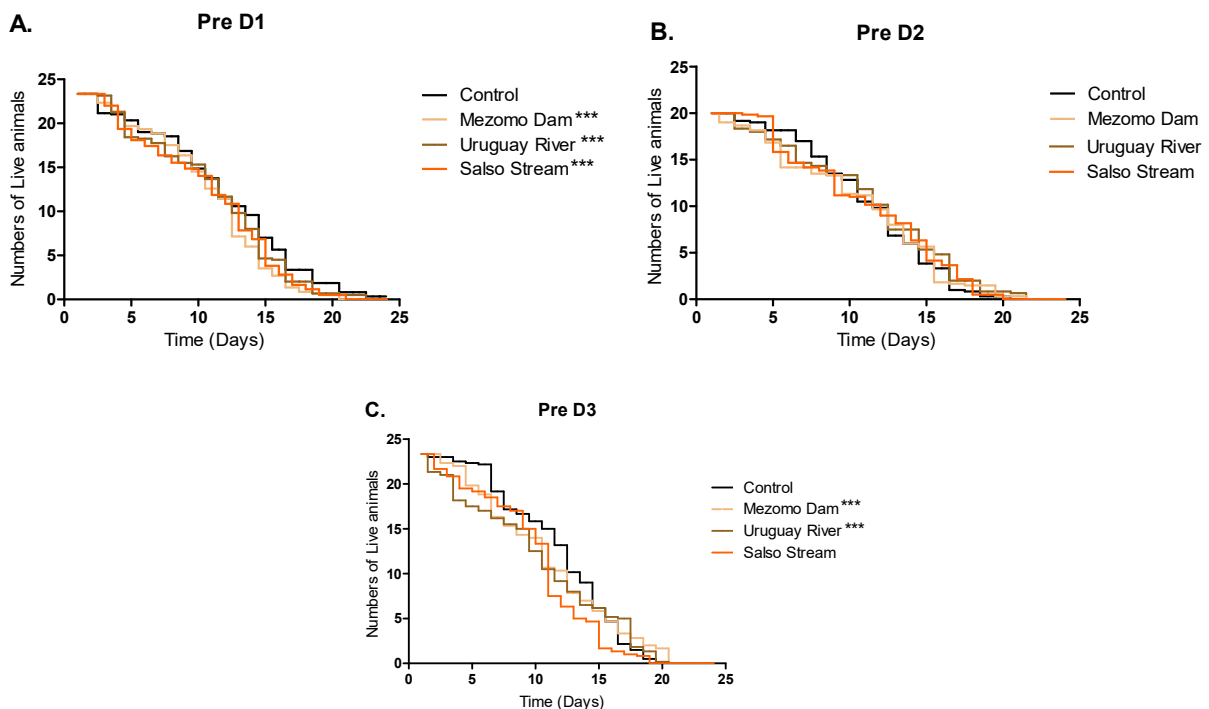 A.
Pre D1
Numbers of Live animals
25
20
15
10
5
0
0 5 10 15 20 25
Time (Days)
Control
Mezomo Dam ***
Uruguay River ***
Salso Stream ***
B.
Pre D2
Numbers of Live animals
25
20
15
10
5
0
0 5 10 15 20 25
Time (Days)
Control
Mezomo Dam
Uruguay River
Salso Stream
C.
Pre D3
Numbers of Live animals
25
20
15
10
5
0
0 5 10 15 20 25
Time (Days)
Control
Mezomo Dam ***
Uruguay River ***
Salso Stream